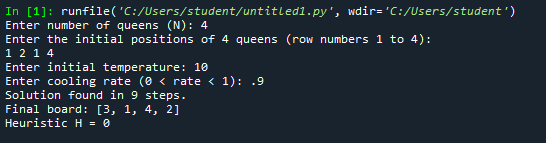 In [1]: runfile('C:/Users/student/untitled1.py', wdir='C:/Users/student')
Enter number of queens (N): 4
Enter the initial positions of 4 queens (row numbers 1 to 4):
1 2 1 4
Enter initial temperature: 10
Enter cooling rate (0 < rate < 1): .9
Solution found in 9 steps.
Final board: [3, 1, 4, 2]
Heuristic H = 0